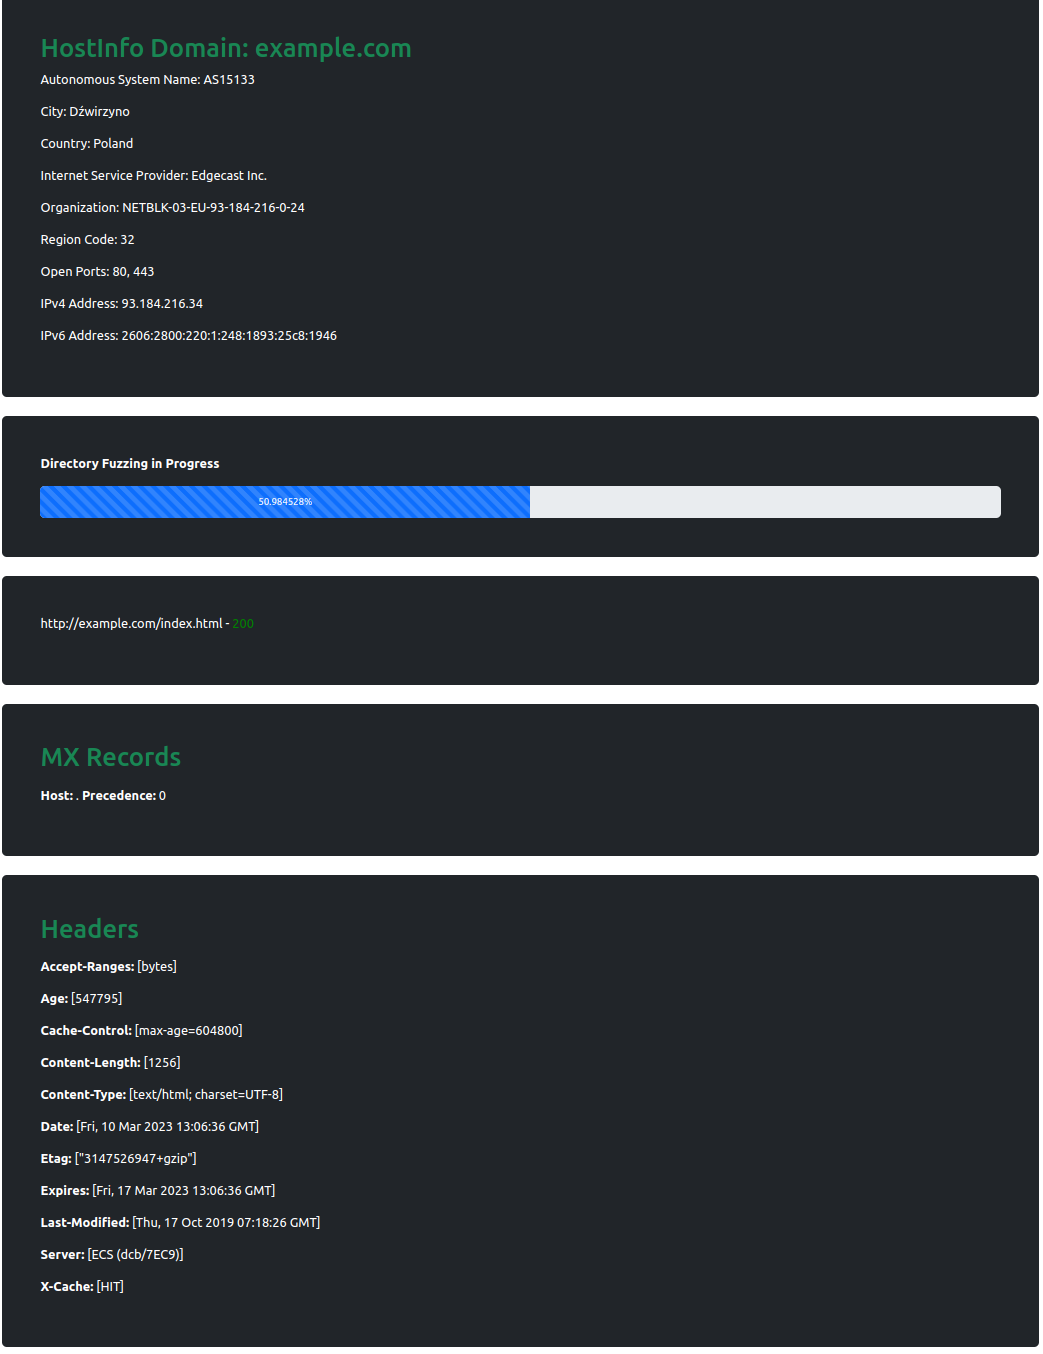 HostInfo Domain: example.com
Autonomous System Name: AS15133
City: Dźwirzyno
Country: Poland
Internet Service Provider: Edgecast Inc.
Organization: NETBLK-03-EU-93-184-216-0-24
Region Code: 32
Open Ports: 80, 443
IPv4 Address: 93.184.216.34
IPv6 Address: 2606:2800:220:1:248:1893:25c8:1946
Directory Fuzzing in Progress
50.984528%
http://example.com/index.html - 200
MX Records
Host: . Precedence: 0
Headers
Accept-Ranges: [bytes]
Age: [547795]
Cache-Control: [max-age=604800]
Content-Length: [1256]
Content-Type: [text/html; charset=UTF-8]
Date: [Fri, 10 Mar 2023 13:06:36 GMT]
Etag: ["3147526947+gzip"]
Expires: [Fri, 17 Mar 2023 13:06:36 GMT]
Last-Modified: [Thu, 17 Oct 2019 07:18:26 GMT]
Server: [ECS (dcb/7EC9)]
X-Cache: [HIT]